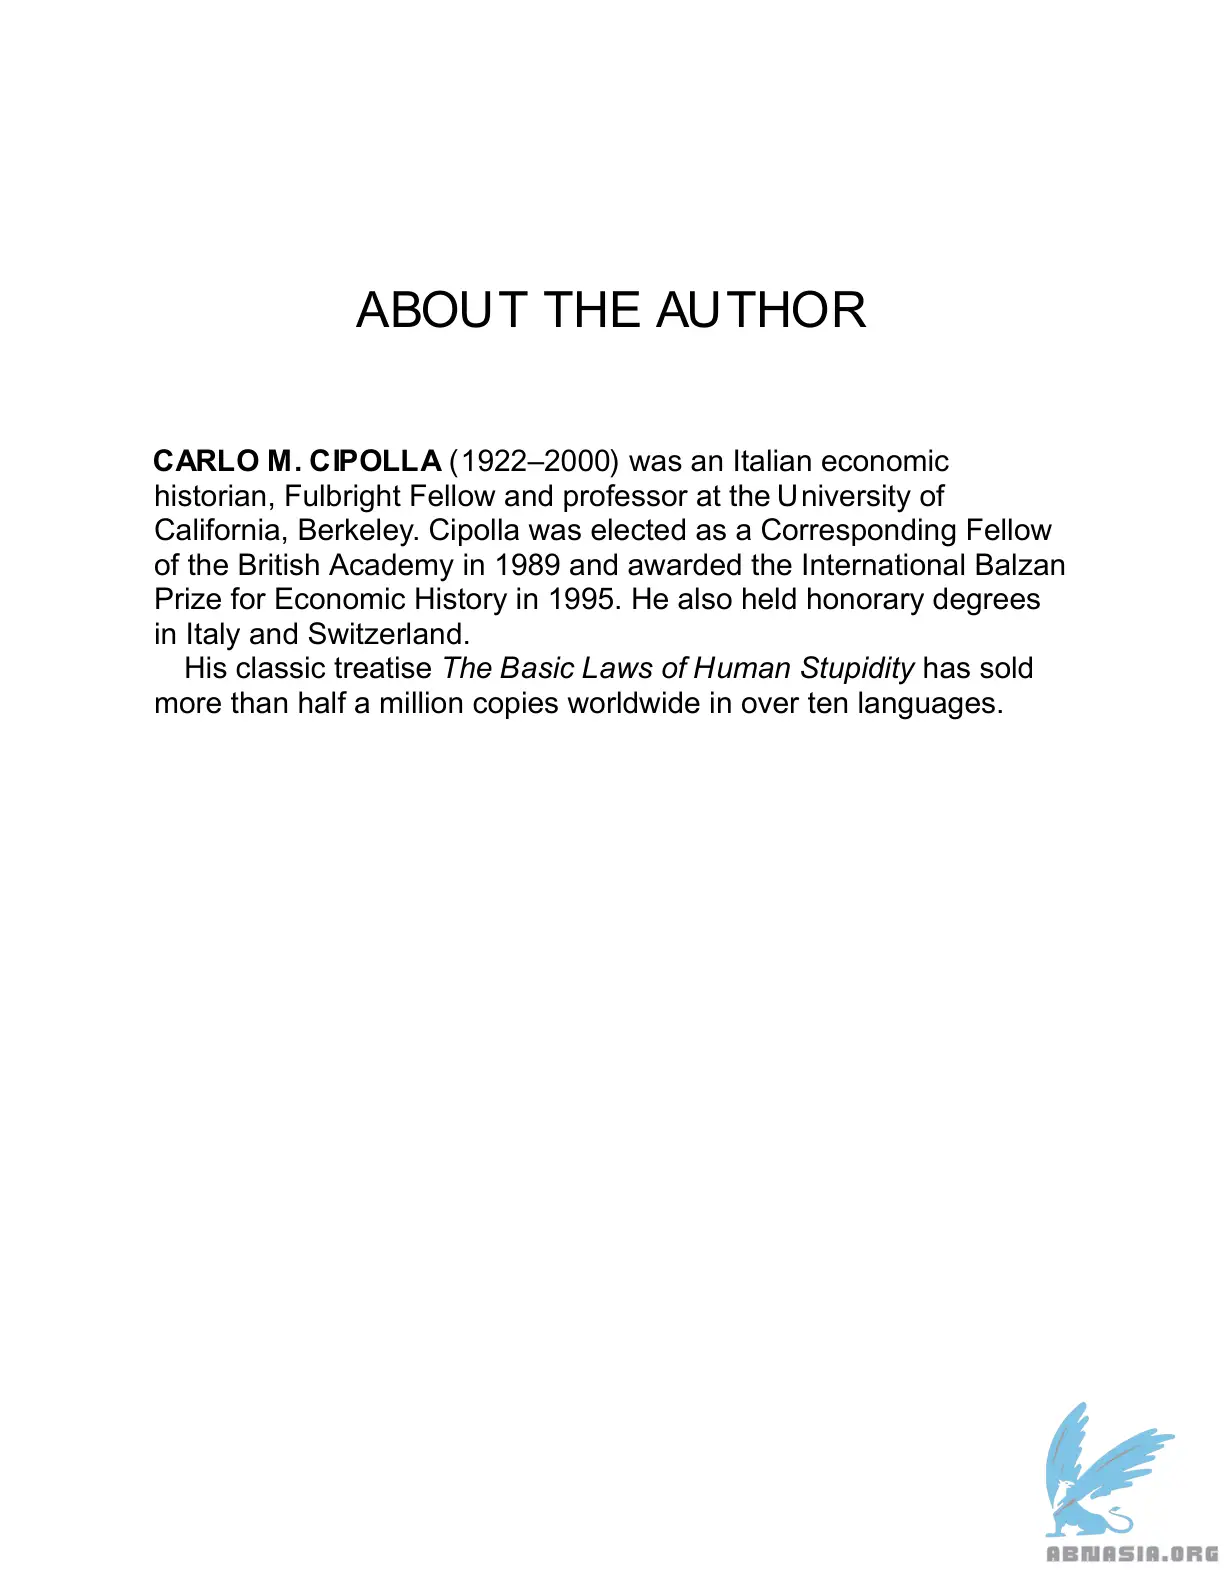 ABOUT THE AUTHOR
CARLO M. CIPOLLA (1922–2000) was an Italian economic
historian, Fulbright Fellow and professor at the University of
California, Berkeley. Cipolla was elected as a Corresponding Fellow
of the British Academy in 1989 and awarded the International Balzan
Prize for Economic History in 1995. He also held honorary degrees
in Italy and Switzerland.
His classic treatise The Basic Laws of Human Stupidity has sold
more than half a million copies worldwide in over ten languages.
ABNASIA.ORG